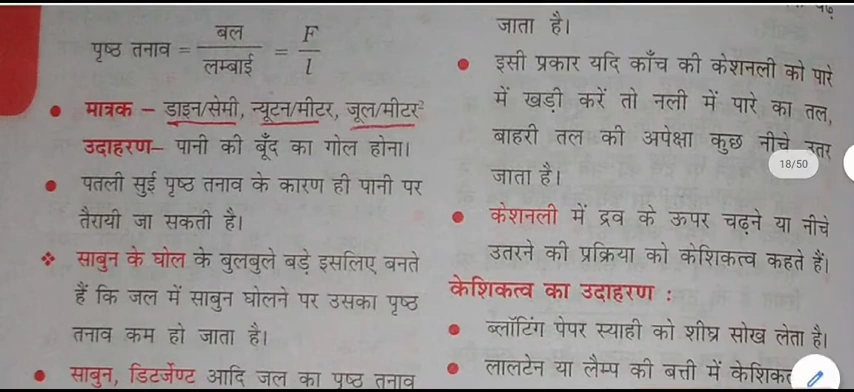 पृष्ठ तनाव = बल / लम्बाई = F / l
• मात्रक – डाइन/सेमी, न्यूटन/मीटर, जूल/मीटर²
उदाहरण– पानी की बूँद का गोल होना।
• पतली सुई पृष्ठ तनाव के कारण ही पानी पर
तैरायी जा सकती है।
❖ साबुन के घोल के बुलबुले बड़े इसलिए बनते
हैं कि जल में साबुन घोलने पर उसका पृष्ठ
तनाव कम हो जाता है।
• साबुन, डिटर्जेण्ट आदि जल का पृष्ठ तनाव
जाता है।
• इसी प्रकार यदि काँच की केशनली को पारे
में खड़ी करें तो नली में पारे का तल,
बाहरी तल की अपेक्षा कुछ नीचे उतर
जाता है।
18/50
• केशनली में द्रव के ऊपर चढ़ने या नीचे
उतरने की प्रक्रिया को केशिकत्व कहते हैं।
केशिकत्व का उदाहरण :
• ब्लॉटिंग पेपर स्याही को शीघ्र सोख लेता है।
• लालटेन या लैम्प की बत्ती में